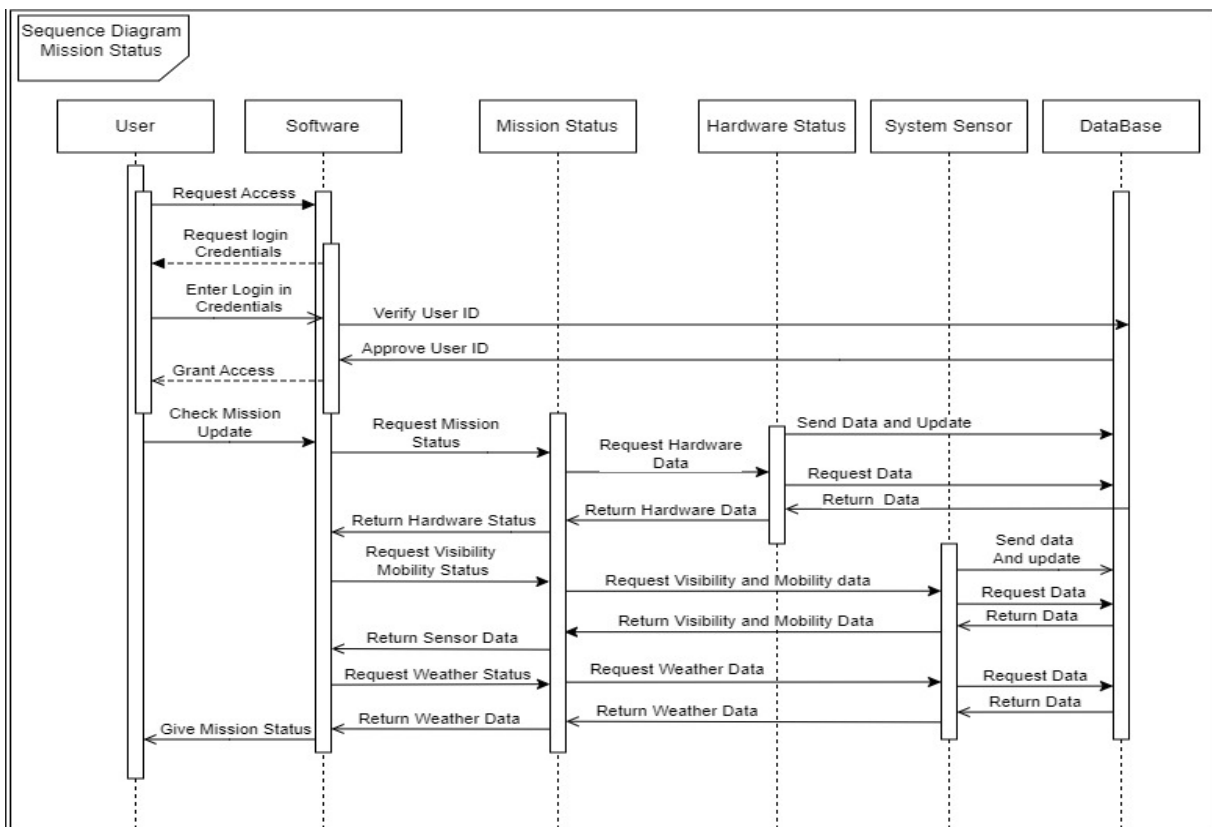 Sequence Diagram
Mission Status
User
Software
Mission Status
Hardware Status
System Sensor
DataBase
Request Access
Request login
Credentials
Enter Login in
Credentials
Verify User ID
Approve User ID
Grant Access
Check Mission
Update
Request Mission
Status
Send Data and Update
Request Hardware
Data
Request Data
Return Data
Return Hardware Data
Return Hardware Status
Send data
And update
Request Visibility
Mobility Status
Request Visibility and Mobility data
Request Data
Return Data
Return Visibility and Mobility Data
Return Sensor Data
Request Weather Status
Request Weather Data
Request Data
Return Data
Return Weather Data
Return Weather Data
Give Mission Status